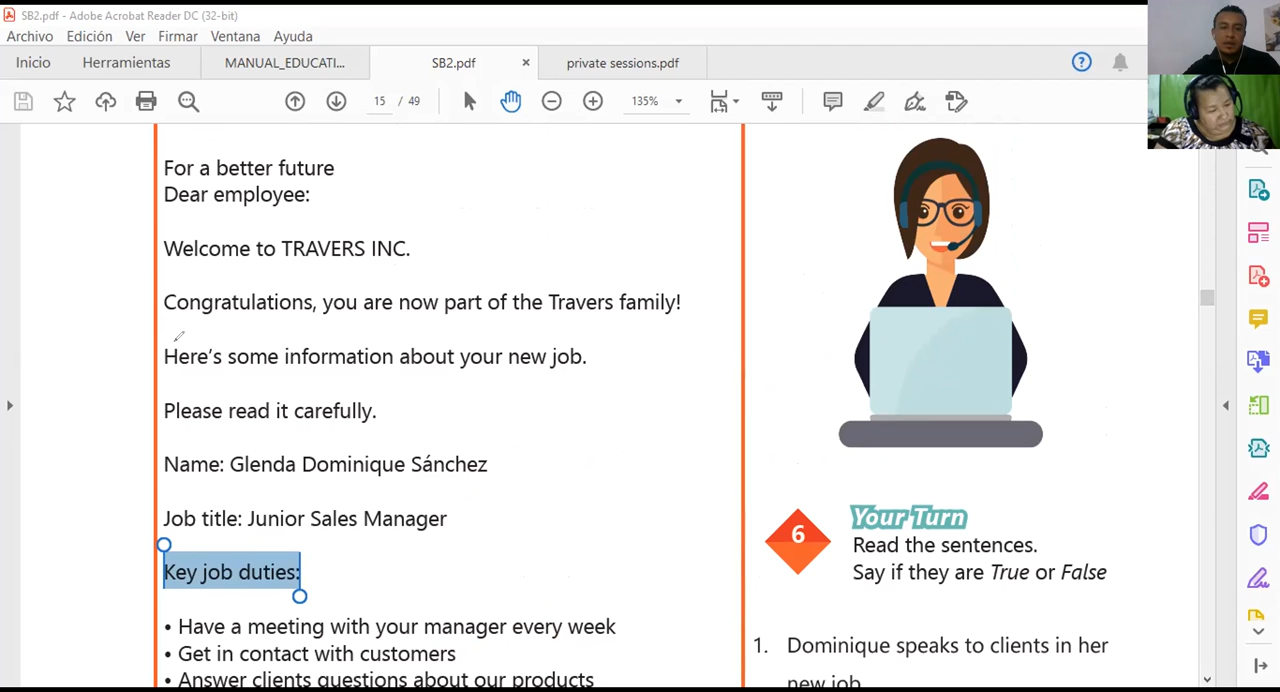 SB2.pdf - Adobe Acrobat Reader DC (32-bit)
Archivo Edición Ver Firmar Ventana Ayuda
Inicio Herramientas MANUAL_EDUCATI... SB2.pdf × private sessions.pdf
15 / 49 135%
For a better future
Dear employee:
Welcome to TRAVERS INC.
Congratulations, you are now part of the Travers family!
Here's some information about your new job.
Please read it carefully.
Name: Glenda Dominique Sánchez
Job title: Junior Sales Manager
Key job duties:
• Have a meeting with your manager every week
• Get in contact with customers
• Answer clients questions about our products
6 Your Turn
Read the sentences.
Say if they are True or False
1. Dominique speaks to clients in her
new job.